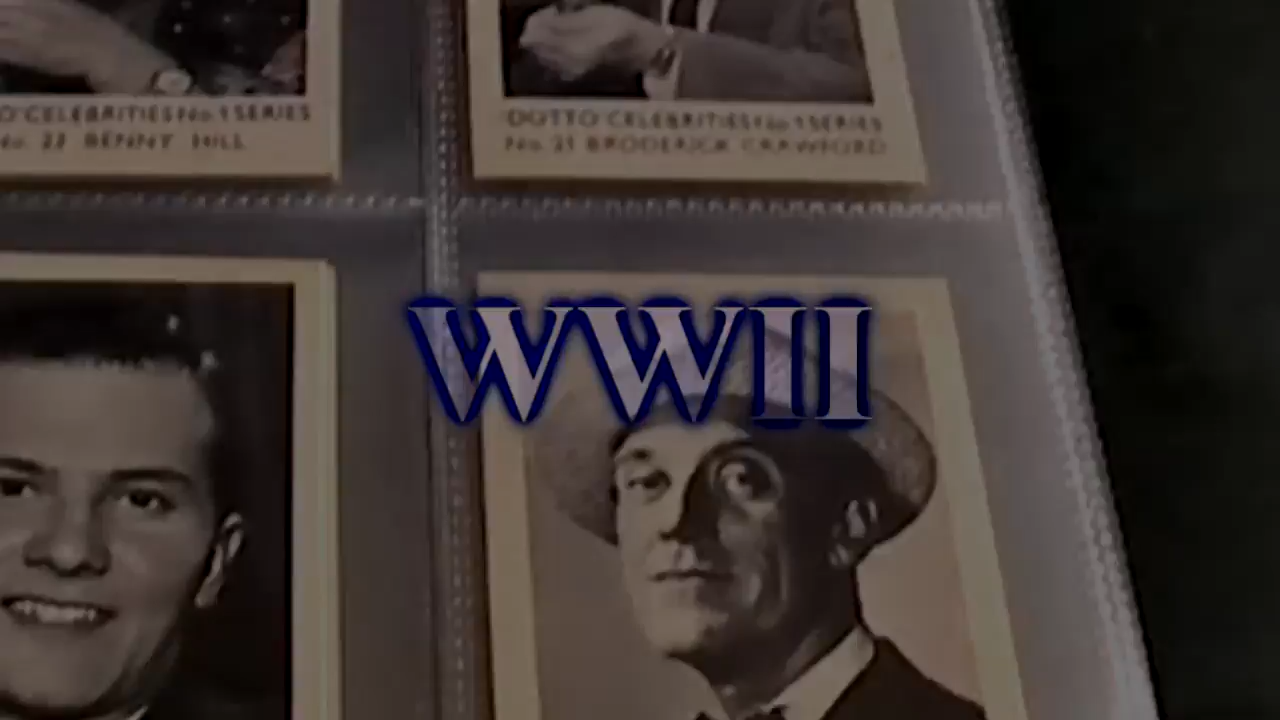 O'CELEBRITIES No. 1 SERIES
No. 22 BENNY HILL
DOTTO CELEBRITIES No. 1 SERIES
No. 21 BRODERICK CRAWFORD
WWII